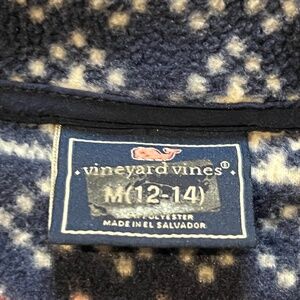 vineyard vines®
M(12-14)
POLYESTER
MADE IN EL SALVADOR